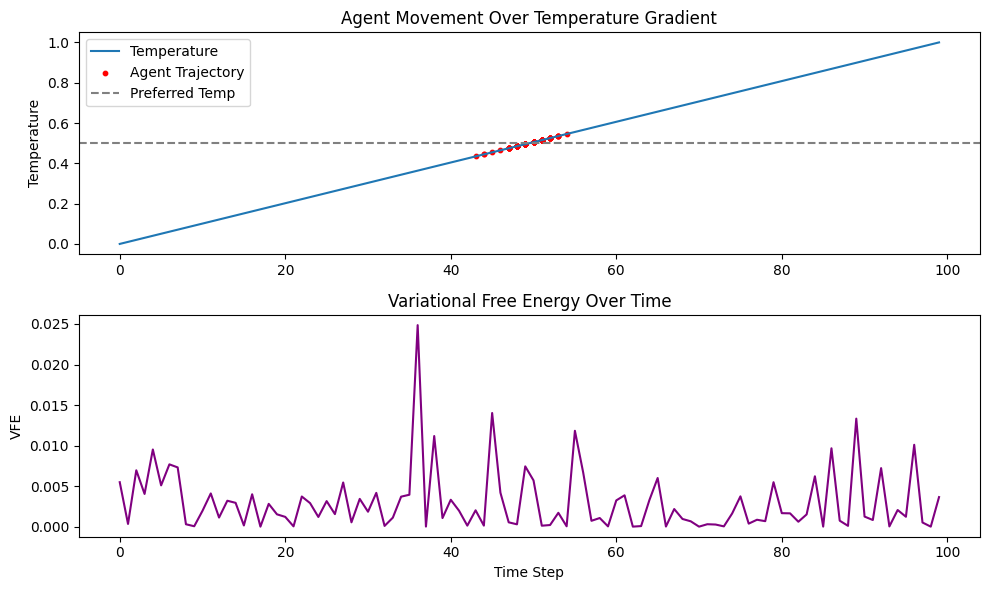 Agent Movement Over Temperature Gradient
Temperature
Agent Trajectory
Preferred Temp
Temperature
1.0
0.8
0.6
0.4
0.2
0.0
0 20 40 60 80 100
Variational Free Energy Over Time
VFE
0.025
0.020
0.015
0.010
0.005
0.000
0 20 40 60 80 100
Time Step